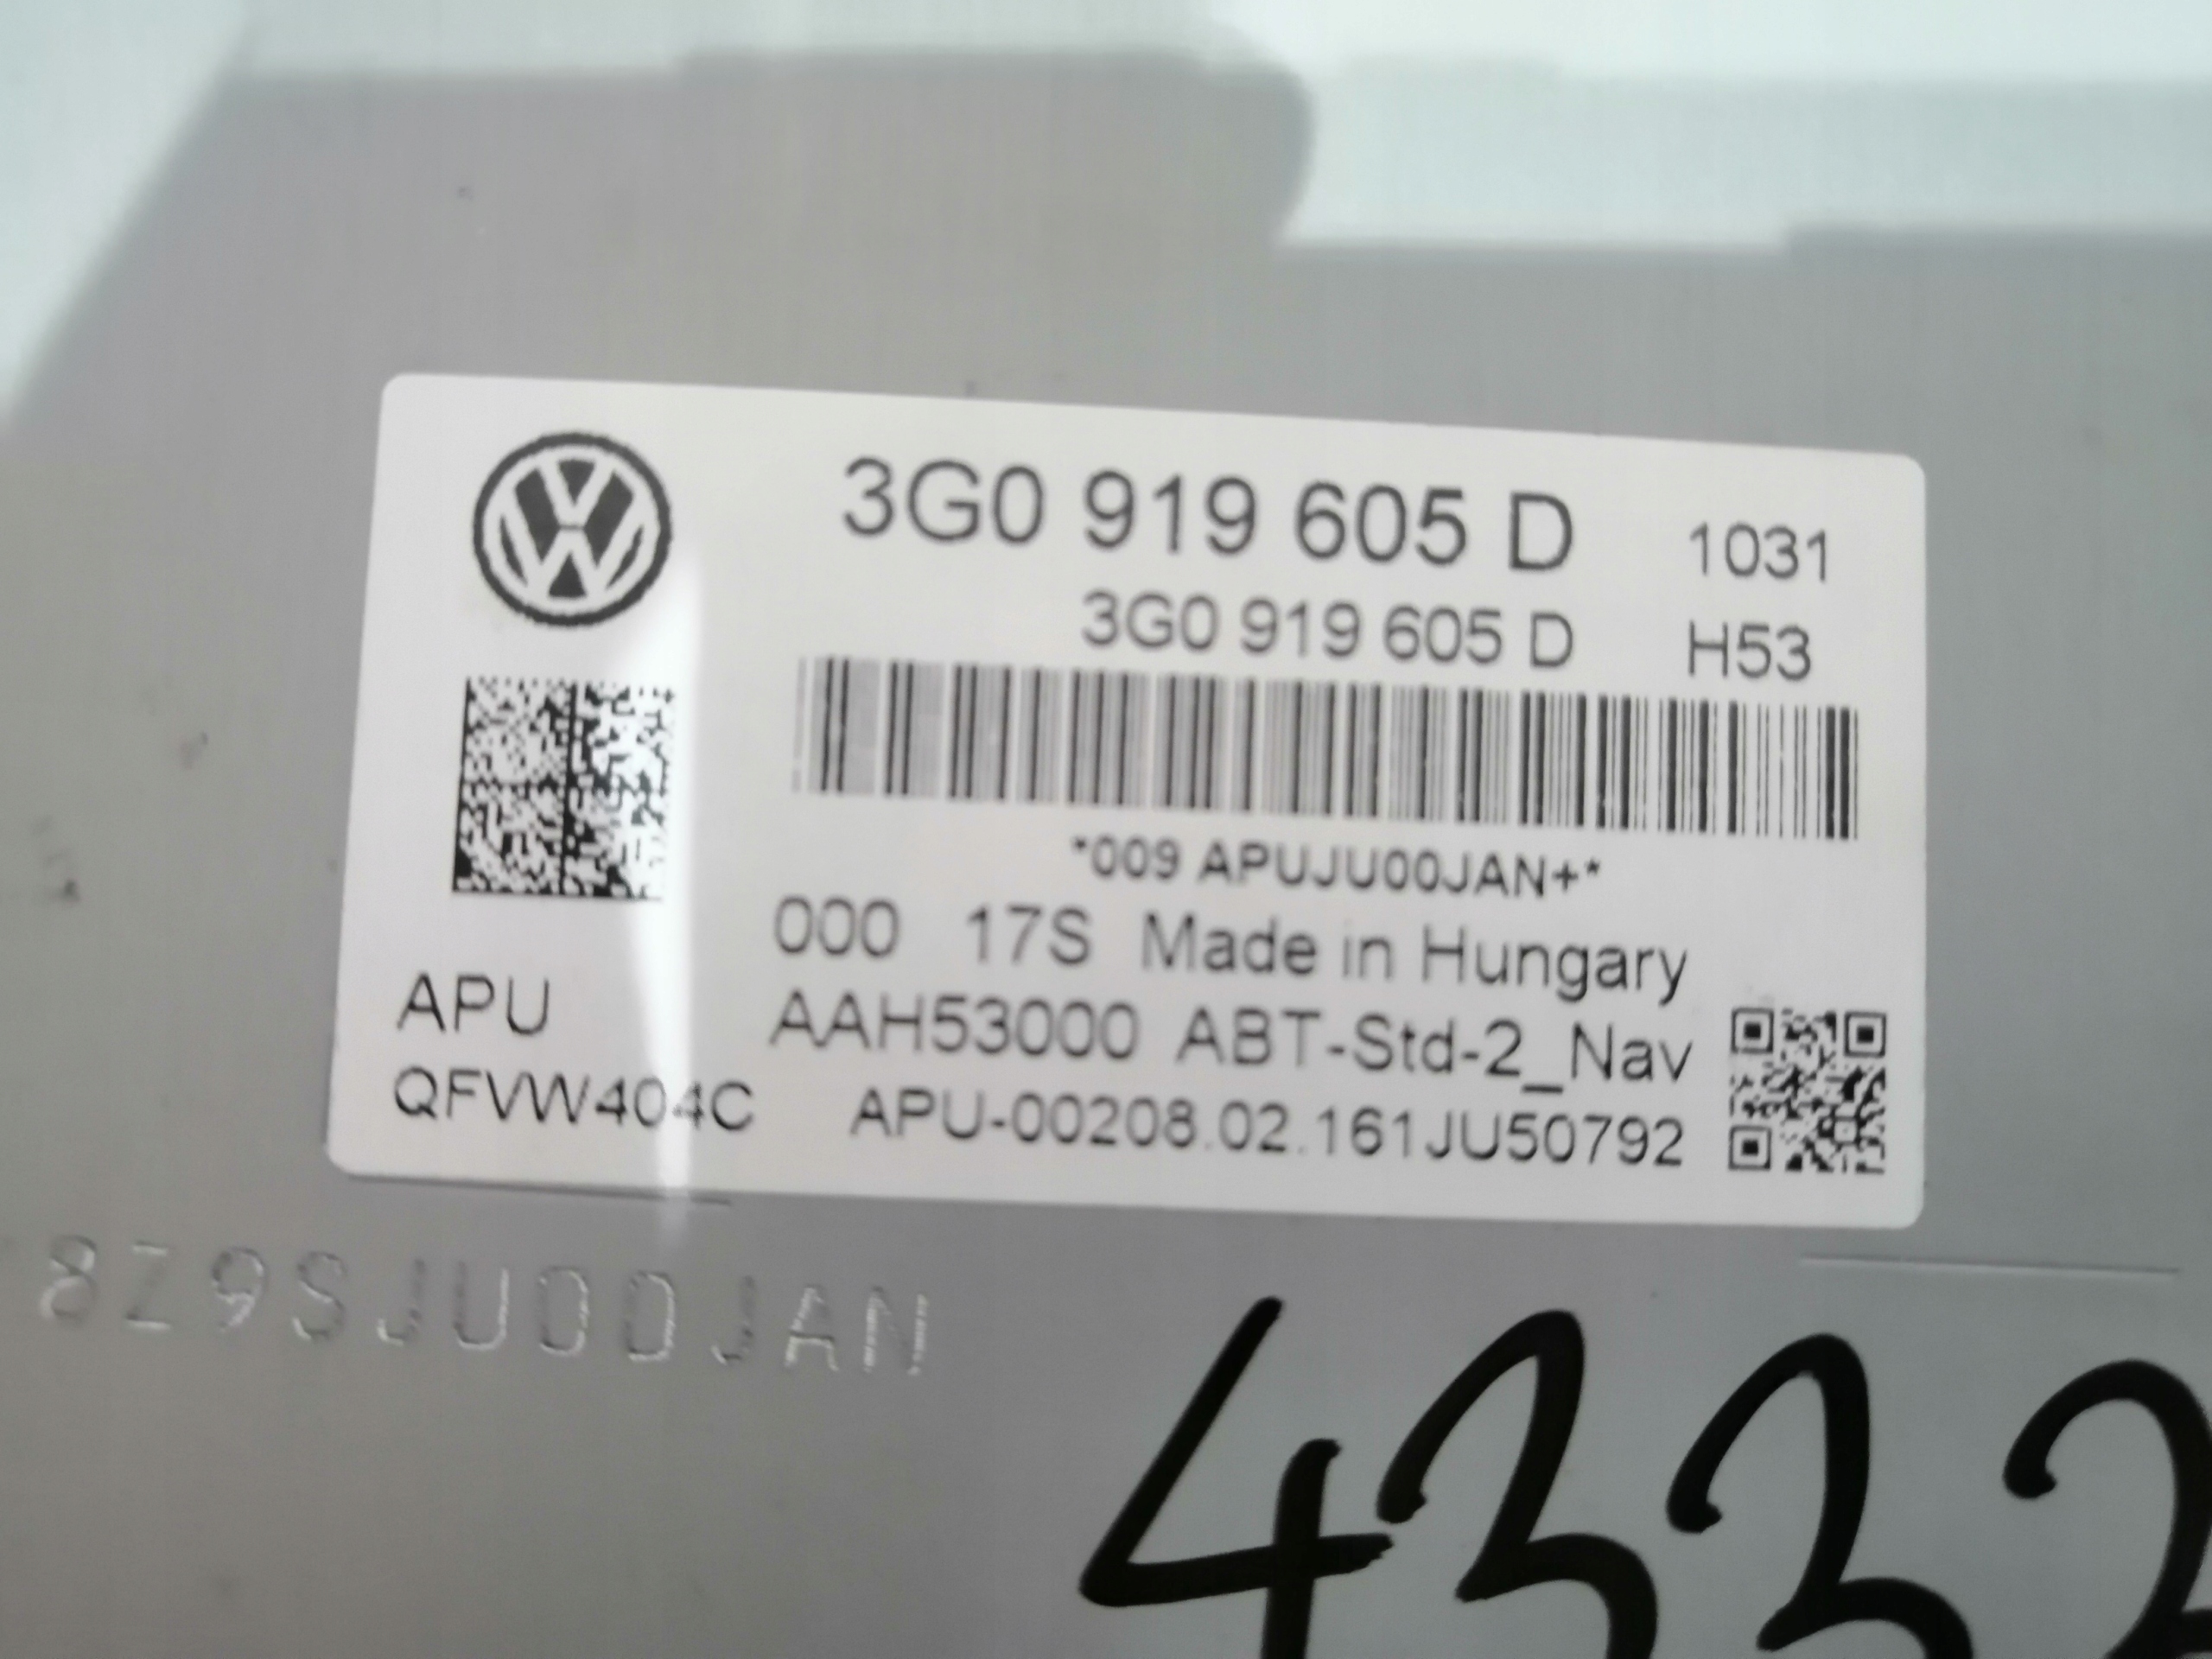 3G0 919 605 D 1031
3G0 919 605 D H53
*009 APUJU00JAN+*
000 17S Made in Hungary
APU AAH53000 ABT-Std-2_Nav
QFVW404C APU-00208.02.161JU50792
8Z9SJU00JAN
4333